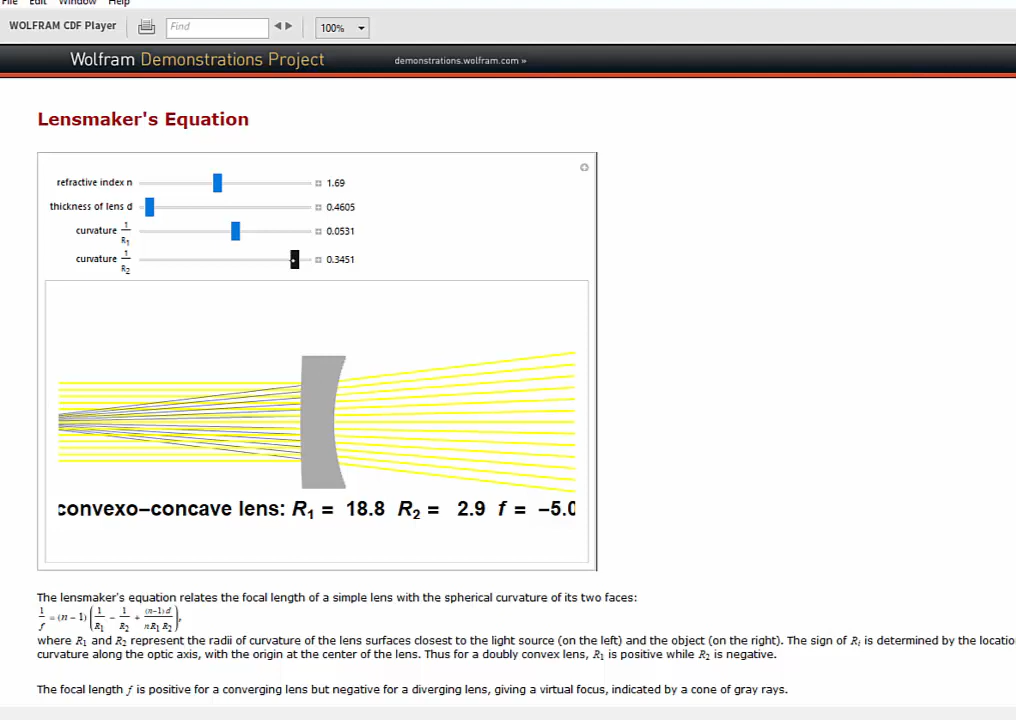 File Edit Window Help
WOLFRAM CDF Player Find 100%
Wolfram Demonstrations Project demonstrations.wolfram.com »
Lensmaker's Equation
refractive index n 1.69
thickness of lens d 0.4605
curvature 1/R₁ 0.0531
curvature 1/R₂ 0.3451
convexo–concave lens: R₁ = 18.8 R₂ = 2.9 f = −5.0
The lensmaker's equation relates the focal length of a simple lens with the spherical curvature of its two faces:
1/f = (n − 1) (1/R₁ − 1/R₂ + (n−1) d / n R₁ R₂),
where R₁ and R₂ represent the radii of curvature of the lens surfaces closest to the light source (on the left) and the object (on the right). The sign of Rᵢ is determined by the locatio
curvature along the optic axis, with the origin at the center of the lens. Thus for a doubly convex lens, R₁ is positive while R₂ is negative.
The focal length f is positive for a converging lens but negative for a diverging lens, giving a virtual focus, indicated by a cone of gray rays.